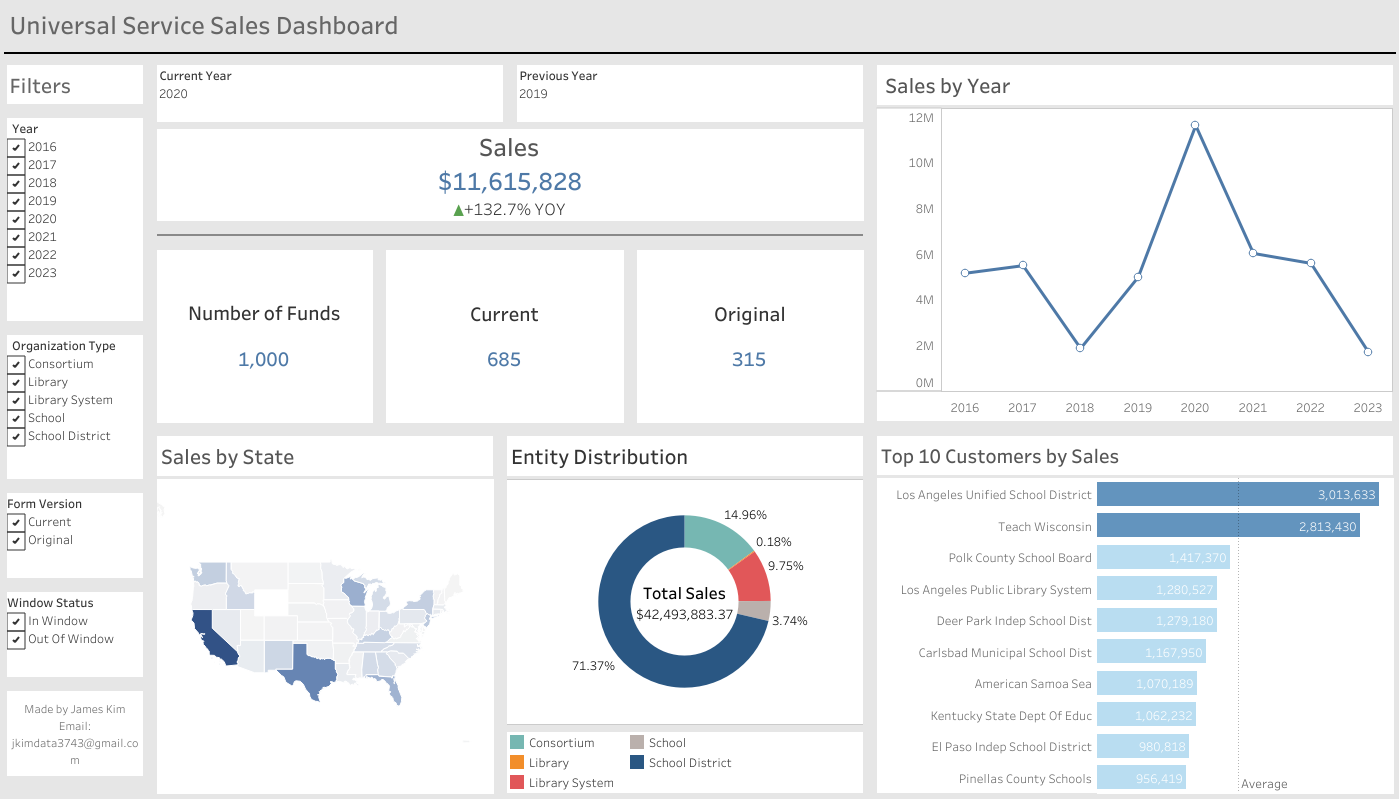 Universal Service Sales Dashboard
Filters
Year
2016
2017
2018
2019
2020
2021
2022
2023
Organization Type
Consortium
Library
Library System
School
School District
Form Version
Current
Original
Window Status
In Window
Out Of Window
Made by James Kim
Email:
jkimdata3743@gmail.co
m
Current Year
2020
Previous Year
2019
Sales
$11,615,828
▲+132.7% YOY
Number of Funds
1,000
Current
685
Original
315
Sales by Year
12M
10M
8M
6M
4M
2M
0M
2016 2017 2018 2019 2020 2021 2022 2023
Sales by State
Entity Distribution
14.96%
0.18%
9.75%
3.74%
71.37%
Total Sales
$42,493,883.37
Consortium
Library
Library System
School
School District
Top 10 Customers by Sales
Los Angeles Unified School District 3,013,633
Teach Wisconsin 2,813,430
Polk County School Board 1,417,370
Los Angeles Public Library System 1,280,527
Deer Park Indep School Dist 1,279,180
Carlsbad Municipal School Dist 1,167,950
American Samoa Sea 1,070,189
Kentucky State Dept Of Educ 1,062,232
El Paso Indep School District 980,818
Pinellas County Schools 956,419
Average